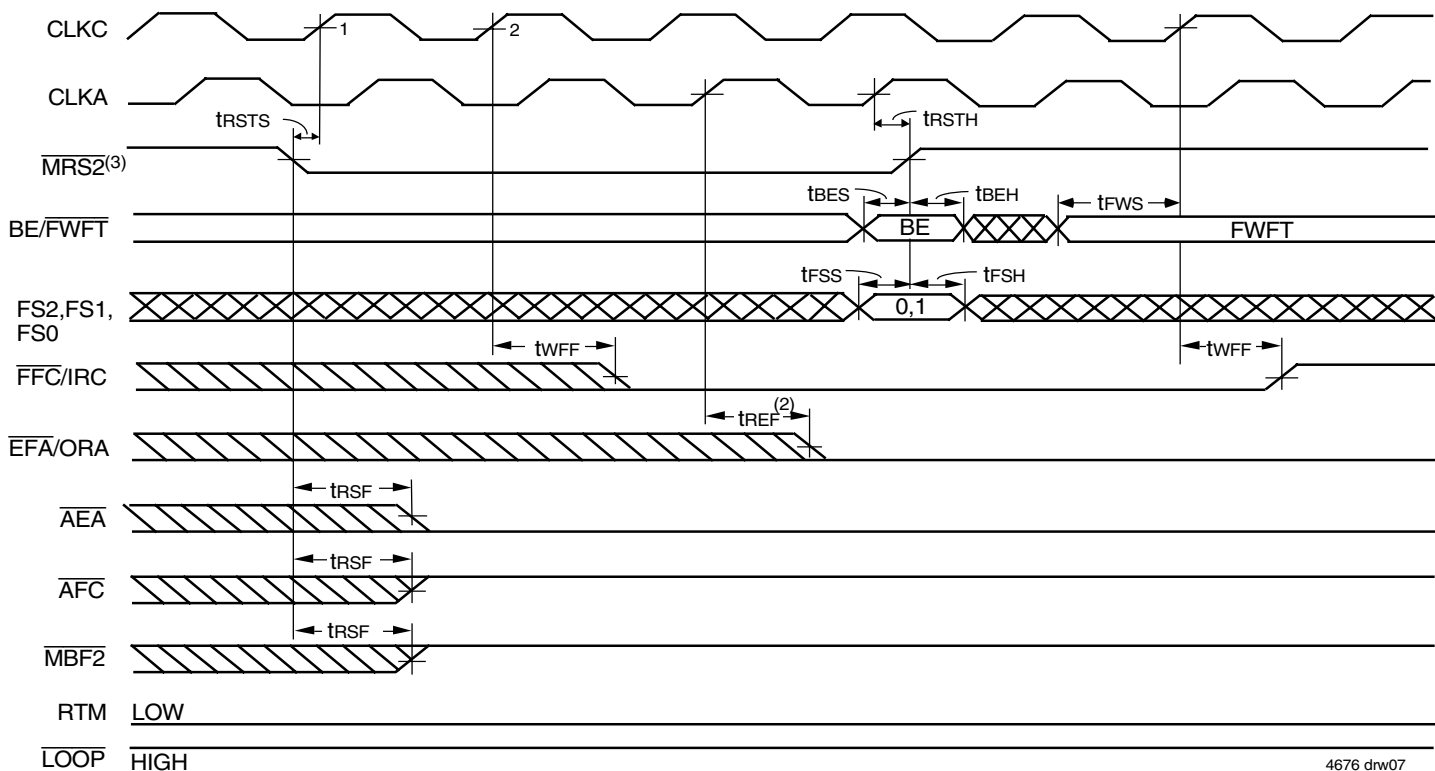 CLKC 1 2
CLKA
tRSTS tRSTH
MRS2(3)
tBES tBEH tFWS
BE/FWFT BE FWFT
tFSS tFSH
FS2,FS1,
FS0 0,1
tWFF tWFF
FFC/IRC
tREF(2)
EFA/ORA
tRSF
AEA
tRSF
AFC
tRSF
MBF2
RTM LOW
LOOP HIGH
4676 drw07